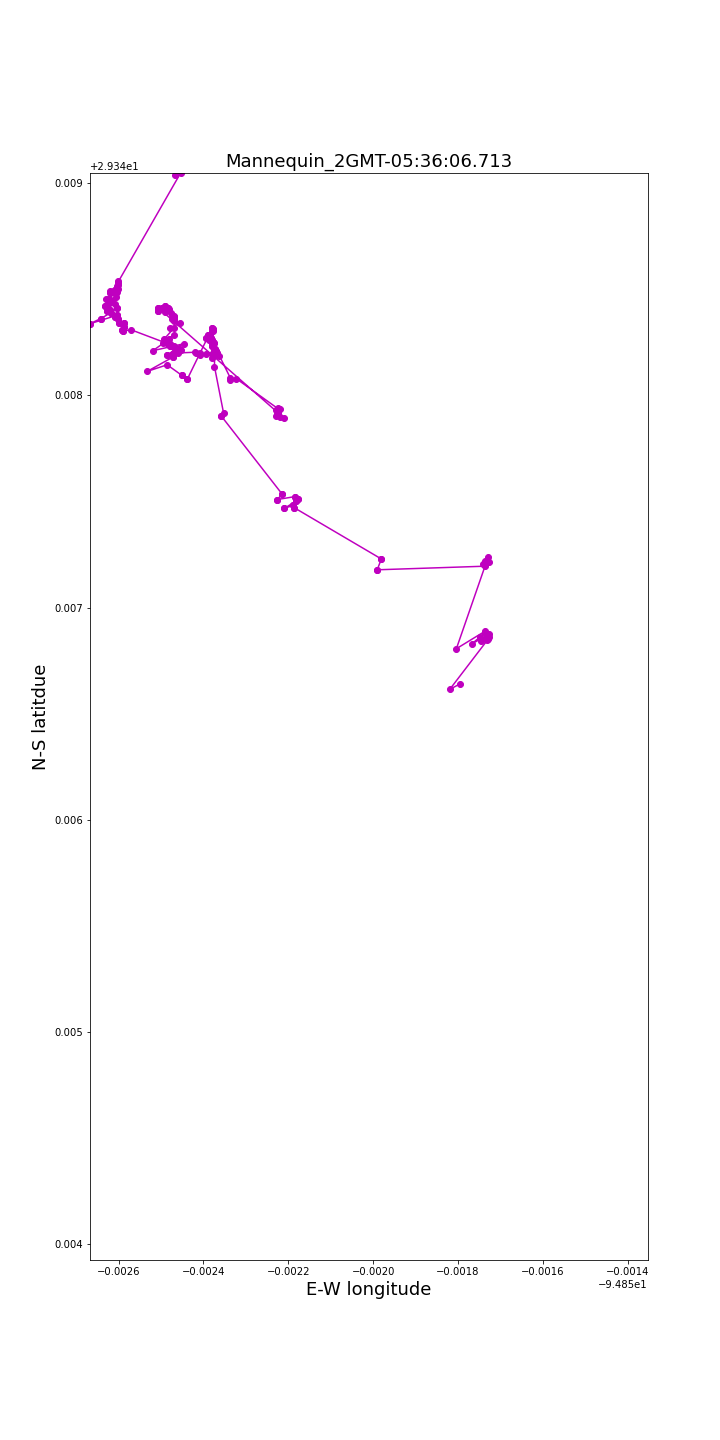 Mannequin_2GMT-05:36:06.713
+2.934e1
0.009
0.008
0.007
0.006
0.005
0.004
N-S latitdue
−0.0026 −0.0024 −0.0022 −0.0020 −0.0018 −0.0016 −0.0014
−9.485e1
E-W longitude